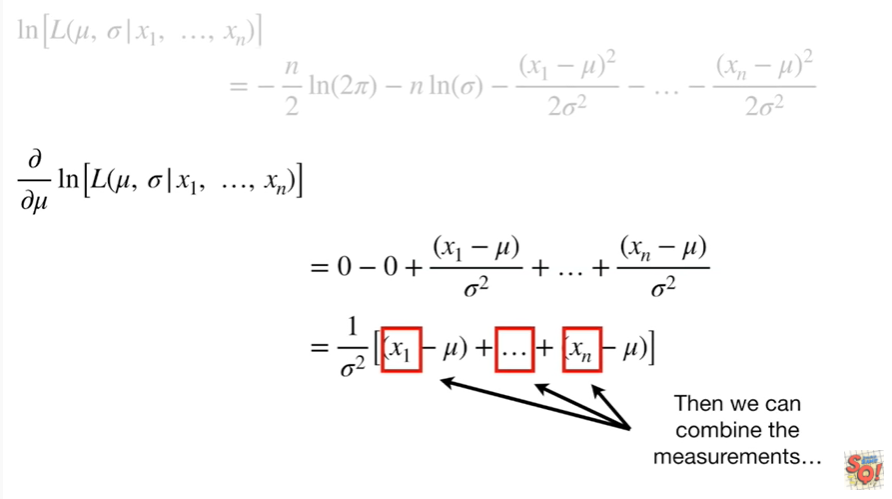 ln[L(μ, σ|x₁, …, xₙ)]
= − n/2 ln(2π) − n ln(σ) − (x₁ − μ)²/2σ² − … − (xₙ − μ)²/2σ²
∂/∂μ ln[L(μ, σ|x₁, …, xₙ)]
= 0 − 0 + (x₁ − μ)/σ² + … + (xₙ − μ)/σ²
= 1/σ² [(x₁ − μ) + … + (xₙ − μ)]
Then we can
combine the
measurements…
SQ!